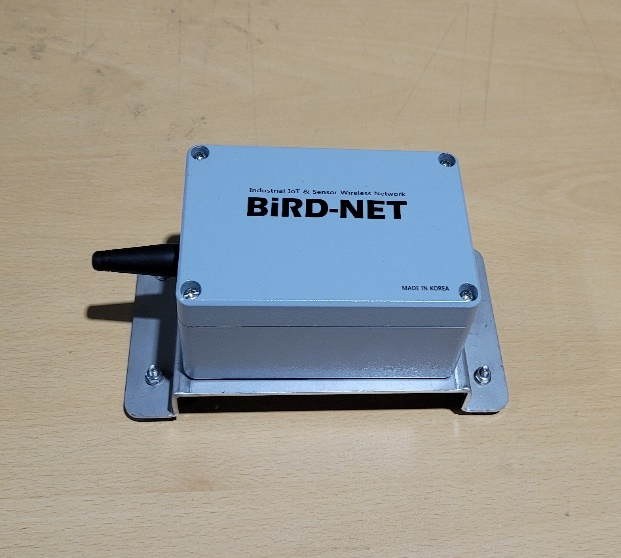 Industrial IoT & Sensor Wireless Network
BiRD-NET
MADE IN KOREA